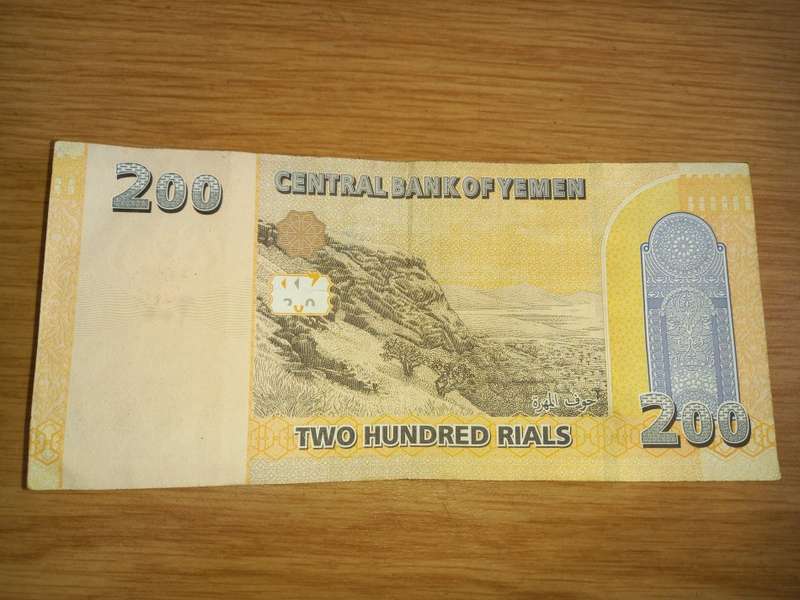 200
CENTRAL BANK OF YEMEN
حوف المهرة
TWO HUNDRED RIALS
200